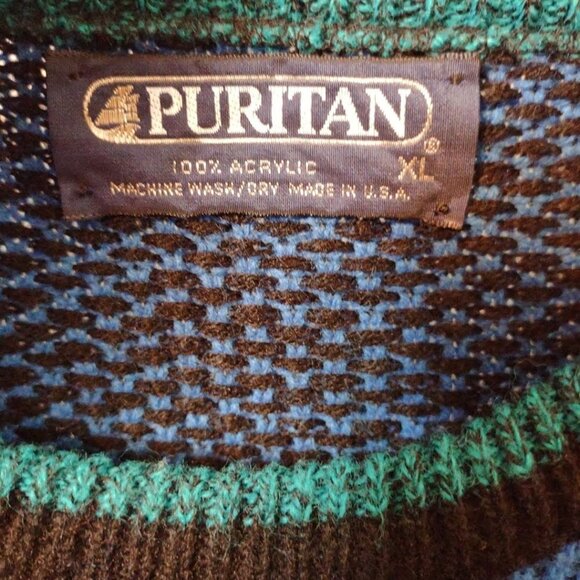 PURITAN®
100% ACRYLIC XL
MACHINE WASH/DRY MADE IN U.S.A.